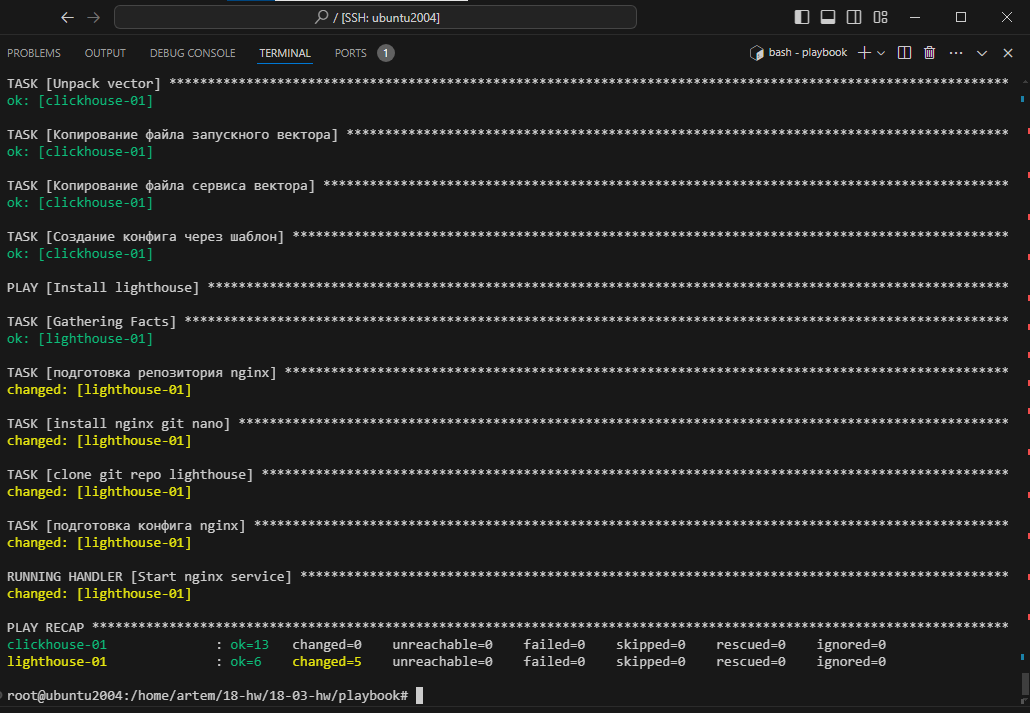 / [SSH: ubuntu2004]
PROBLEMS OUTPUT DEBUG CONSOLE TERMINAL PORTS 1 bash - playbook
TASK [Unpack vector] *************************************************************************************************************
ok: [clickhouse-01]
TASK [Копирование файла запускного вектора] **************************************************************************************
ok: [clickhouse-01]
TASK [Копирование файла сервиса вектора] *****************************************************************************************
ok: [clickhouse-01]
TASK [Создание конфига через шаблон] *********************************************************************************************
ok: [clickhouse-01]
PLAY [Install lighthouse] ********************************************************************************************************
TASK [Gathering Facts] ***********************************************************************************************************
ok: [lighthouse-01]
TASK [подготовка репозитория nginx] **********************************************************************************************
changed: [lighthouse-01]
TASK [install nginx git nano] ****************************************************************************************************
changed: [lighthouse-01]
TASK [clone git repo lighthouse] *************************************************************************************************
changed: [lighthouse-01]
TASK [подготовка конфига nginx] **************************************************************************************************
changed: [lighthouse-01]
RUNNING HANDLER [Start nginx service] ********************************************************************************************
changed: [lighthouse-01]
PLAY RECAP ***********************************************************************************************************************
clickhouse-01 : ok=13 changed=0 unreachable=0 failed=0 skipped=0 rescued=0 ignored=0
lighthouse-01 : ok=6 changed=5 unreachable=0 failed=0 skipped=0 rescued=0 ignored=0
root@ubuntu2004:/home/artem/18-hw/18-03-hw/playbook#